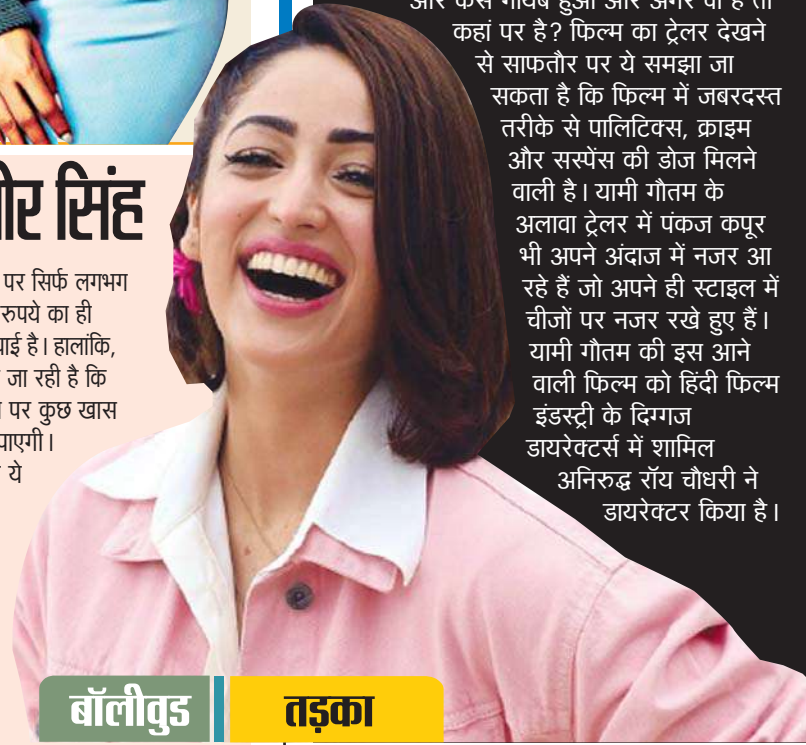 कहां पर है? फिल्म का ट्रेलर देखने
से साफतौर पर ये समझा जा
सकता है कि फिल्म में जबरदस्त
तरीके से पालिटिक्स, क्राइम
और सस्पेंस की डोज मिलने
वाली है। यामी गौतम के
अलावा ट्रेलर में पंकज कपूर
भी अपने अंदाज में नजर आ
रहे हैं जो अपने ही स्टाइल में
चीजों पर नजर रखे हुए हैं।
यामी गौतम की इस आने
वाली फिल्म को हिंदी फिल्म
इंडस्ट्री के दिग्गज
डायरेक्टर्स में शामिल
अनिरुद्ध रॉय चौधरी ने
डायरेक्टर किया है।
सिंह
पर सिर्फ लगभग
रुपये का ही
है। हालांकि,
जा रही है कि
पर कुछ खास
पाएगी।
ये
बॉलीवुड तड़का